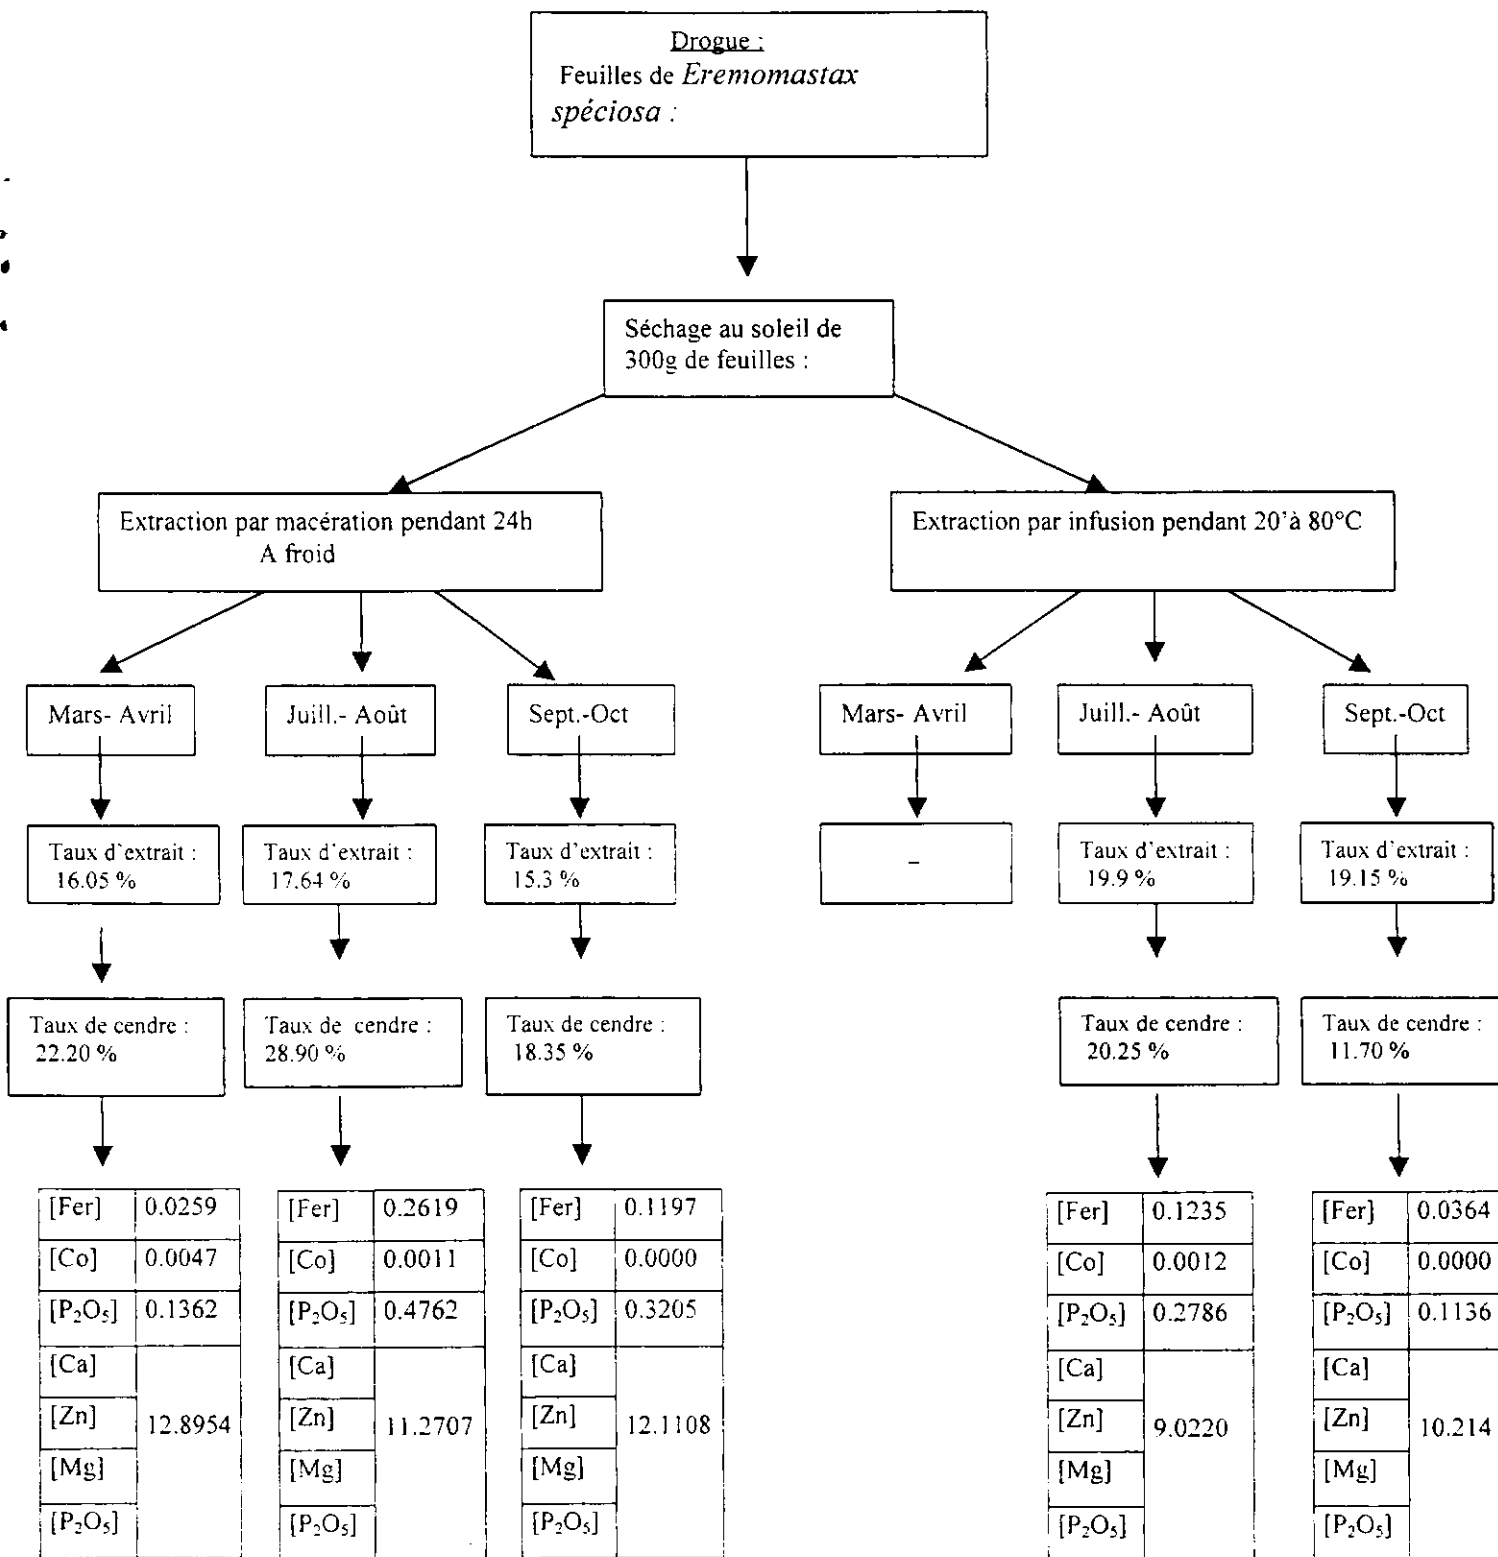 Drogue :
Feuilles de Eremomastax
spéciosa :
Séchage au soleil de
300g de feuilles :
Extraction par macération pendant 24h
A froid
Extraction par infusion pendant 20'à 80°C
Mars- Avril
Juill.- Août
Sept.-Oct
Mars- Avril
Juill.- Août
Sept.-Oct
Taux d'extrait :
16.05 %
Taux d'extrait :
17.64 %
Taux d'extrait :
15.3 %
–
Taux d'extrait :
19.9 %
Taux d'extrait :
19.15 %
Taux de cendre :
22.20 %
Taux de cendre :
28.90 %
Taux de cendre :
18.35 %
Taux de cendre :
20.25 %
Taux de cendre :
11.70 %
[Fer] 0.0259
[Co] 0.0047
[P₂O₅] 0.1362
[Ca]
[Zn] 12.8954
[Mg]
[P₂O₅]
[Fer] 0.2619
[Co] 0.0011
[P₂O₅] 0.4762
[Ca]
[Zn] 11.2707
[Mg]
[P₂O₅]
[Fer] 0.1197
[Co] 0.0000
[P₂O₅] 0.3205
[Ca]
[Zn] 12.1108
[Mg]
[P₂O₅]
[Fer] 0.1235
[Co] 0.0012
[P₂O₅] 0.2786
[Ca]
[Zn] 9.0220
[Mg]
[P₂O₅]
[Fer] 0.0364
[Co] 0.0000
[P₂O₅] 0.1136
[Ca]
[Zn] 10.214
[Mg]
[P₂O₅]